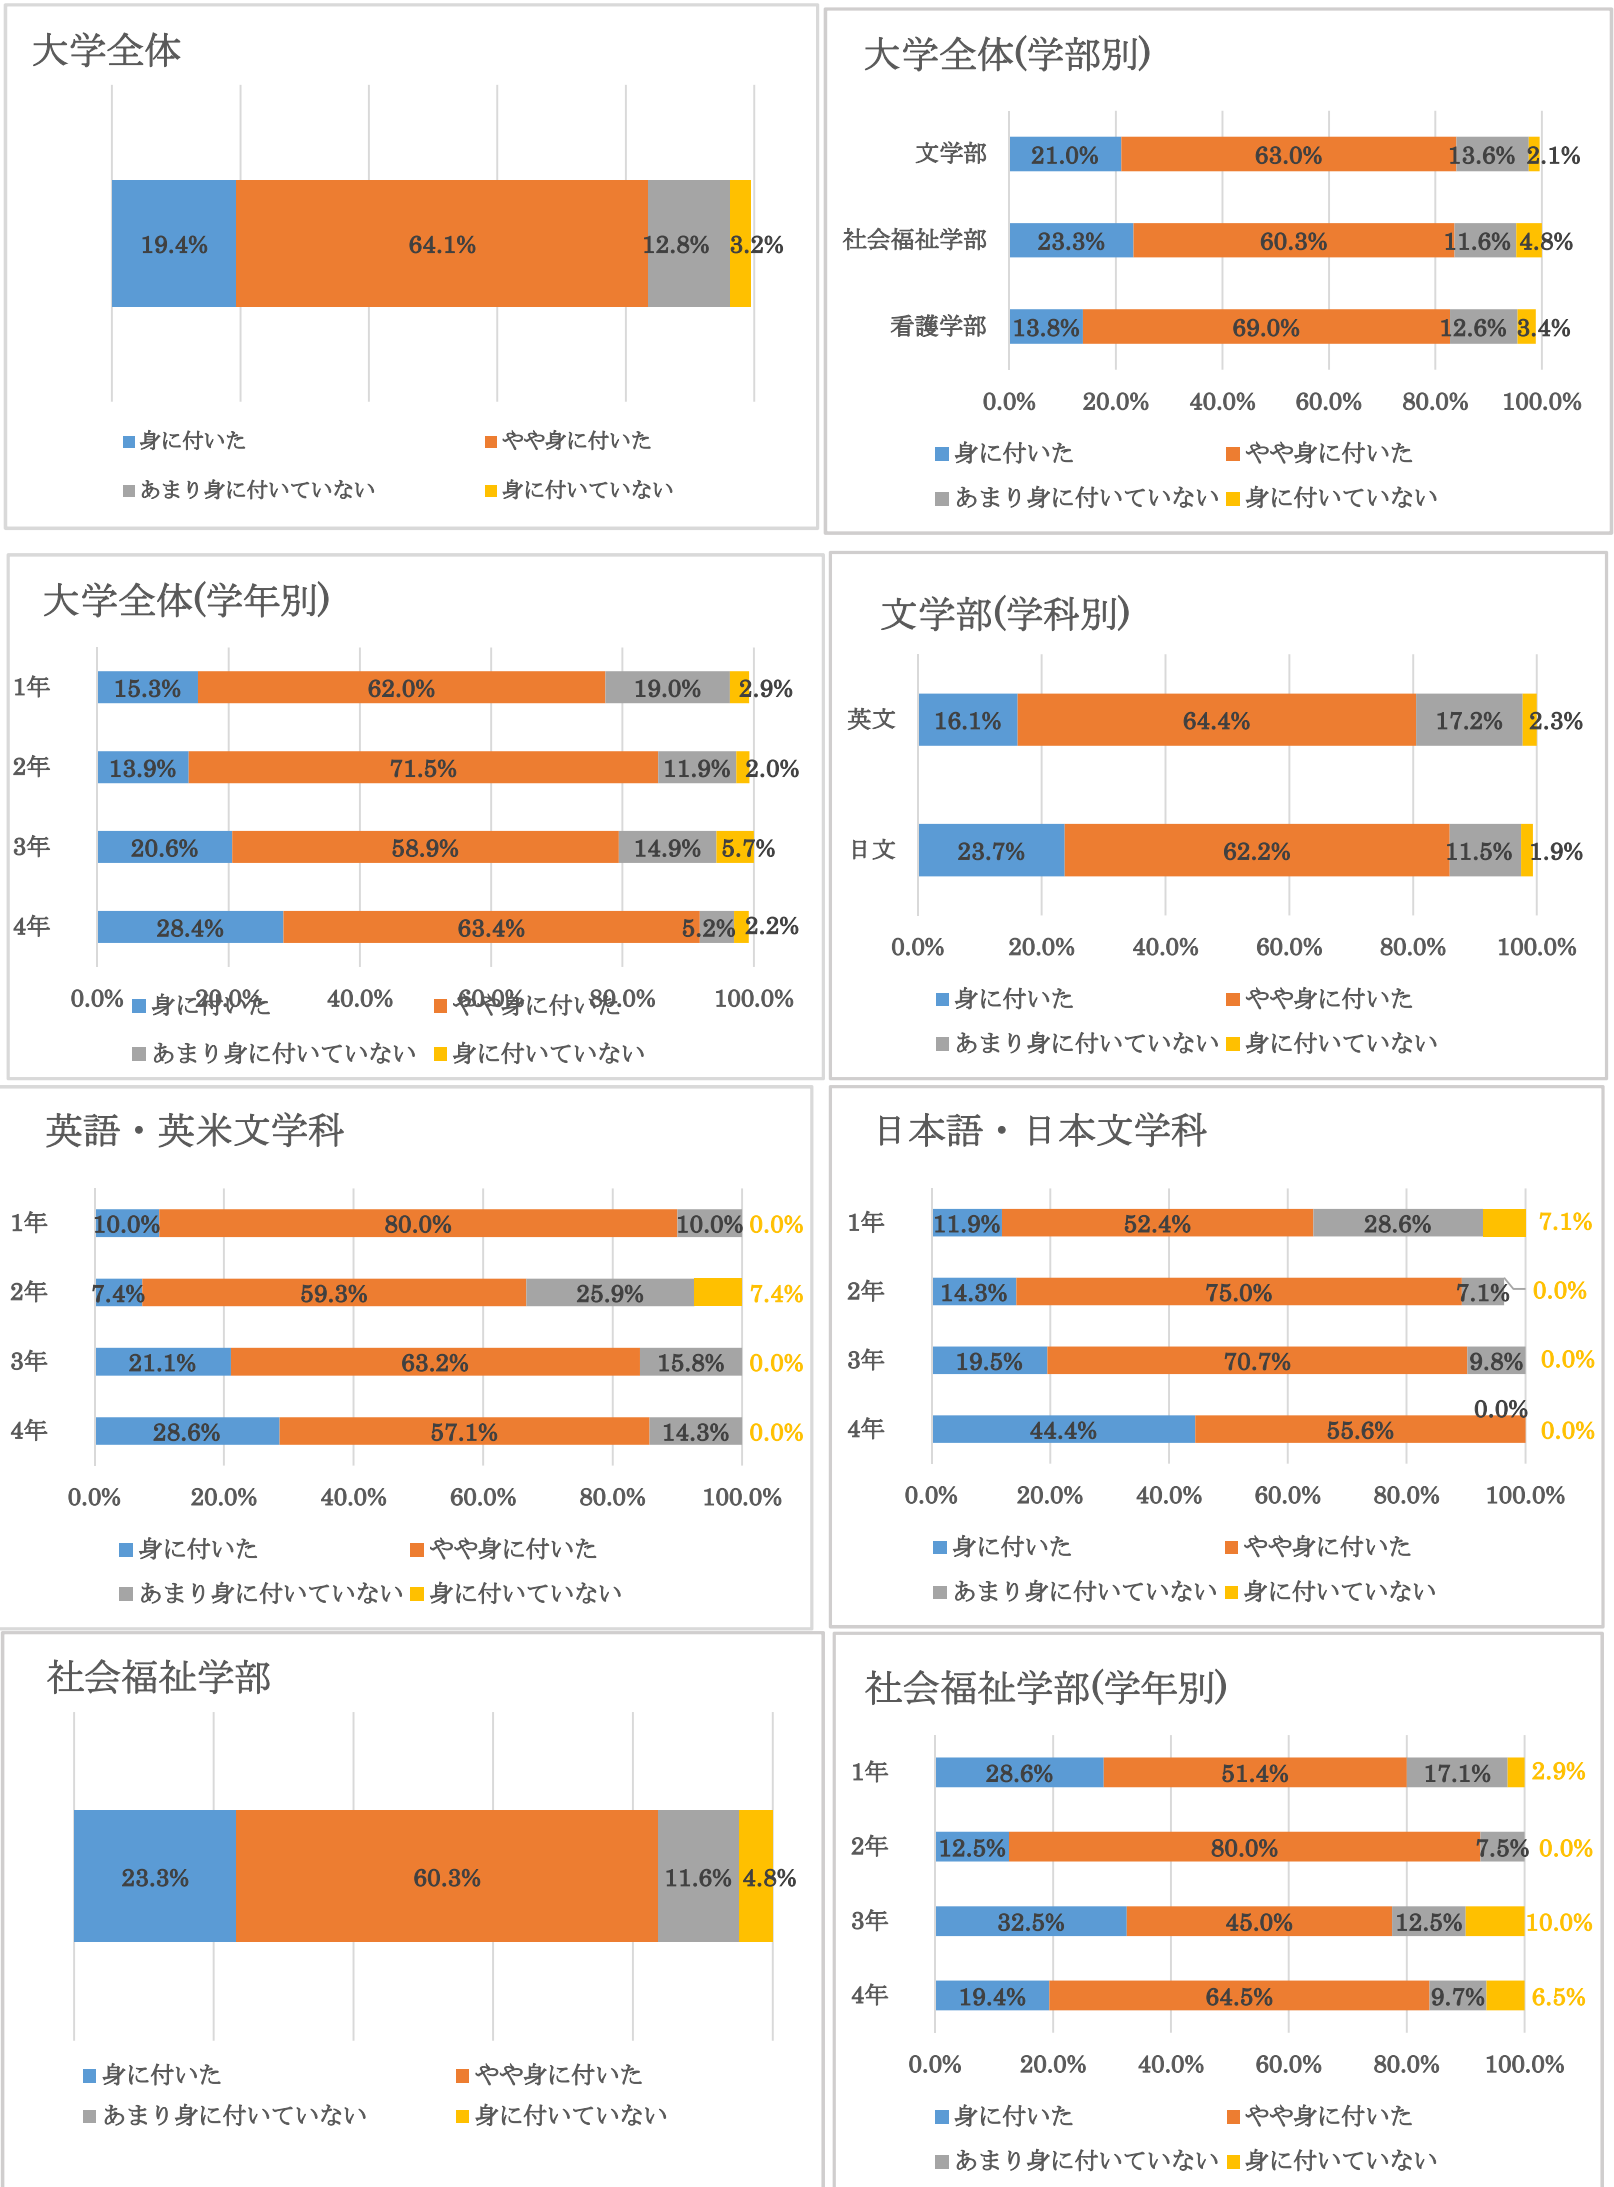 大学全体
19.4% 64.1% 12.8% 3.2%
身に付いた やや身に付いた
あまり身に付いていない 身に付いていない
大学全体(学部別)
文学部 21.0% 63.0% 13.6% 2.1%
社会福祉学部 23.3% 60.3% 11.6% 4.8%
看護学部 13.8% 69.0% 12.6% 3.4%
0.0% 20.0% 40.0% 60.0% 80.0% 100.0%
身に付いた やや身に付いた
あまり身に付いていない 身に付いていない
大学全体(学年別)
1年 15.3% 62.0% 19.0% 2.9%
2年 13.9% 71.5% 11.9% 2.0%
3年 20.6% 58.9% 14.9% 5.7%
4年 28.4% 63.4% 5.2% 2.2%
0.0% 20.0% 40.0% 60.0% 80.0% 100.0%
身に付いた やや身に付いた
あまり身に付いていない 身に付いていない
文学部(学科別)
英文 16.1% 64.4% 17.2% 2.3%
日文 23.7% 62.2% 11.5% 1.9%
0.0% 20.0% 40.0% 60.0% 80.0% 100.0%
身に付いた やや身に付いた
あまり身に付いていない 身に付いていない
英語・英米文学科
1年 10.0% 80.0% 10.0% 0.0%
2年 7.4% 59.3% 25.9% 7.4%
3年 21.1% 63.2% 15.8% 0.0%
4年 28.6% 57.1% 14.3% 0.0%
0.0% 20.0% 40.0% 60.0% 80.0% 100.0%
身に付いた やや身に付いた
あまり身に付いていない 身に付いていない
日本語・日本文学科
1年 11.9% 52.4% 28.6% 7.1%
2年 14.3% 75.0% 7.1% 0.0%
3年 19.5% 70.7% 9.8% 0.0%
4年 44.4% 55.6% 0.0% 0.0%
0.0% 20.0% 40.0% 60.0% 80.0% 100.0%
身に付いた やや身に付いた
あまり身に付いていない 身に付いていない
社会福祉学部
23.3% 60.3% 11.6% 4.8%
身に付いた やや身に付いた
あまり身に付いていない 身に付いていない
社会福祉学部(学年別)
1年 28.6% 51.4% 17.1% 2.9%
2年 12.5% 80.0% 7.5% 0.0%
3年 32.5% 45.0% 12.5% 10.0%
4年 19.4% 64.5% 9.7% 6.5%
0.0% 20.0% 40.0% 60.0% 80.0% 100.0%
身に付いた やや身に付いた
あまり身に付いていない 身に付いていない